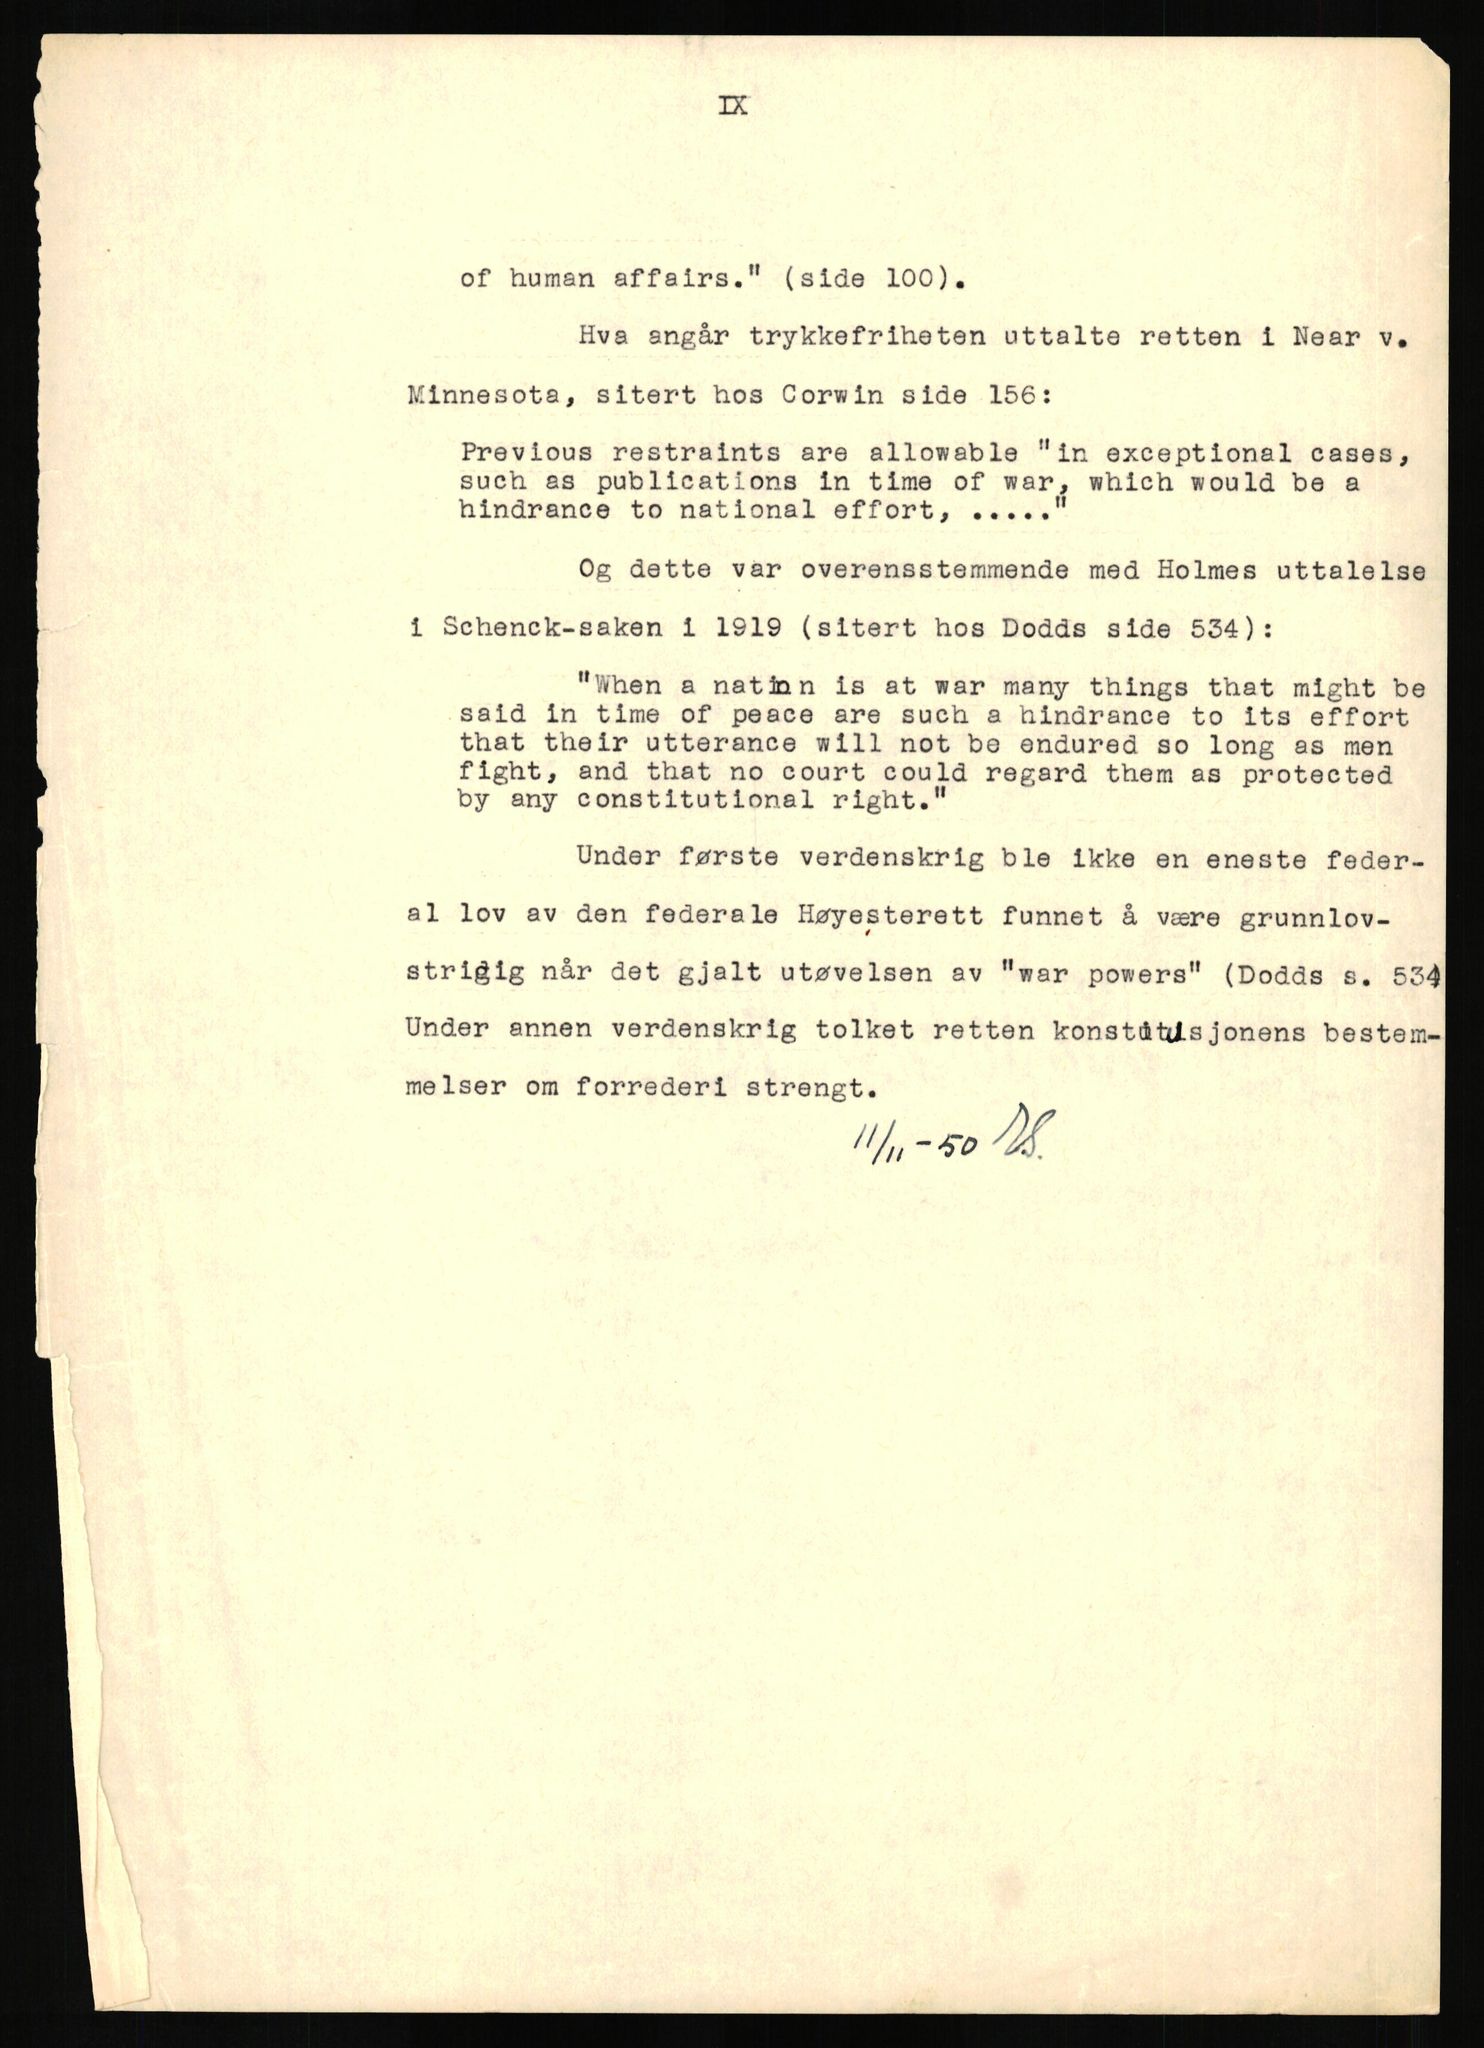 IX
of human affairs." (side 100).
Hva angår trykkefriheten uttalte retten i Near v.
Minnesota, sitert hos Corwin side 156:
Previous restraints are allowable "in exceptional cases,
such as publications in time of war, which would be a
hindrance to national effort, ....."
Og dette var overensstemmende med Holmes uttalelse
i Schenck-saken i 1919 (sitert hos Dodds side 534):
"When a nation is at war many things that might be
said in time of peace are such a hindrance to its effort
that their utterance will not be endured so long as men
fight, and that no court could regard them as protected
by any constitutional right."
Under første verdenskrig ble ikke en eneste feder-
al lov av den federale Høyesterett funnet å være grunnlov-
stridig når det gjalt utøvelsen av "war powers" (Dodds s. 534
Under annen verdenskrig tolket retten konstitusjonens bestem-
melser om forrederi strengt.
11/11-50